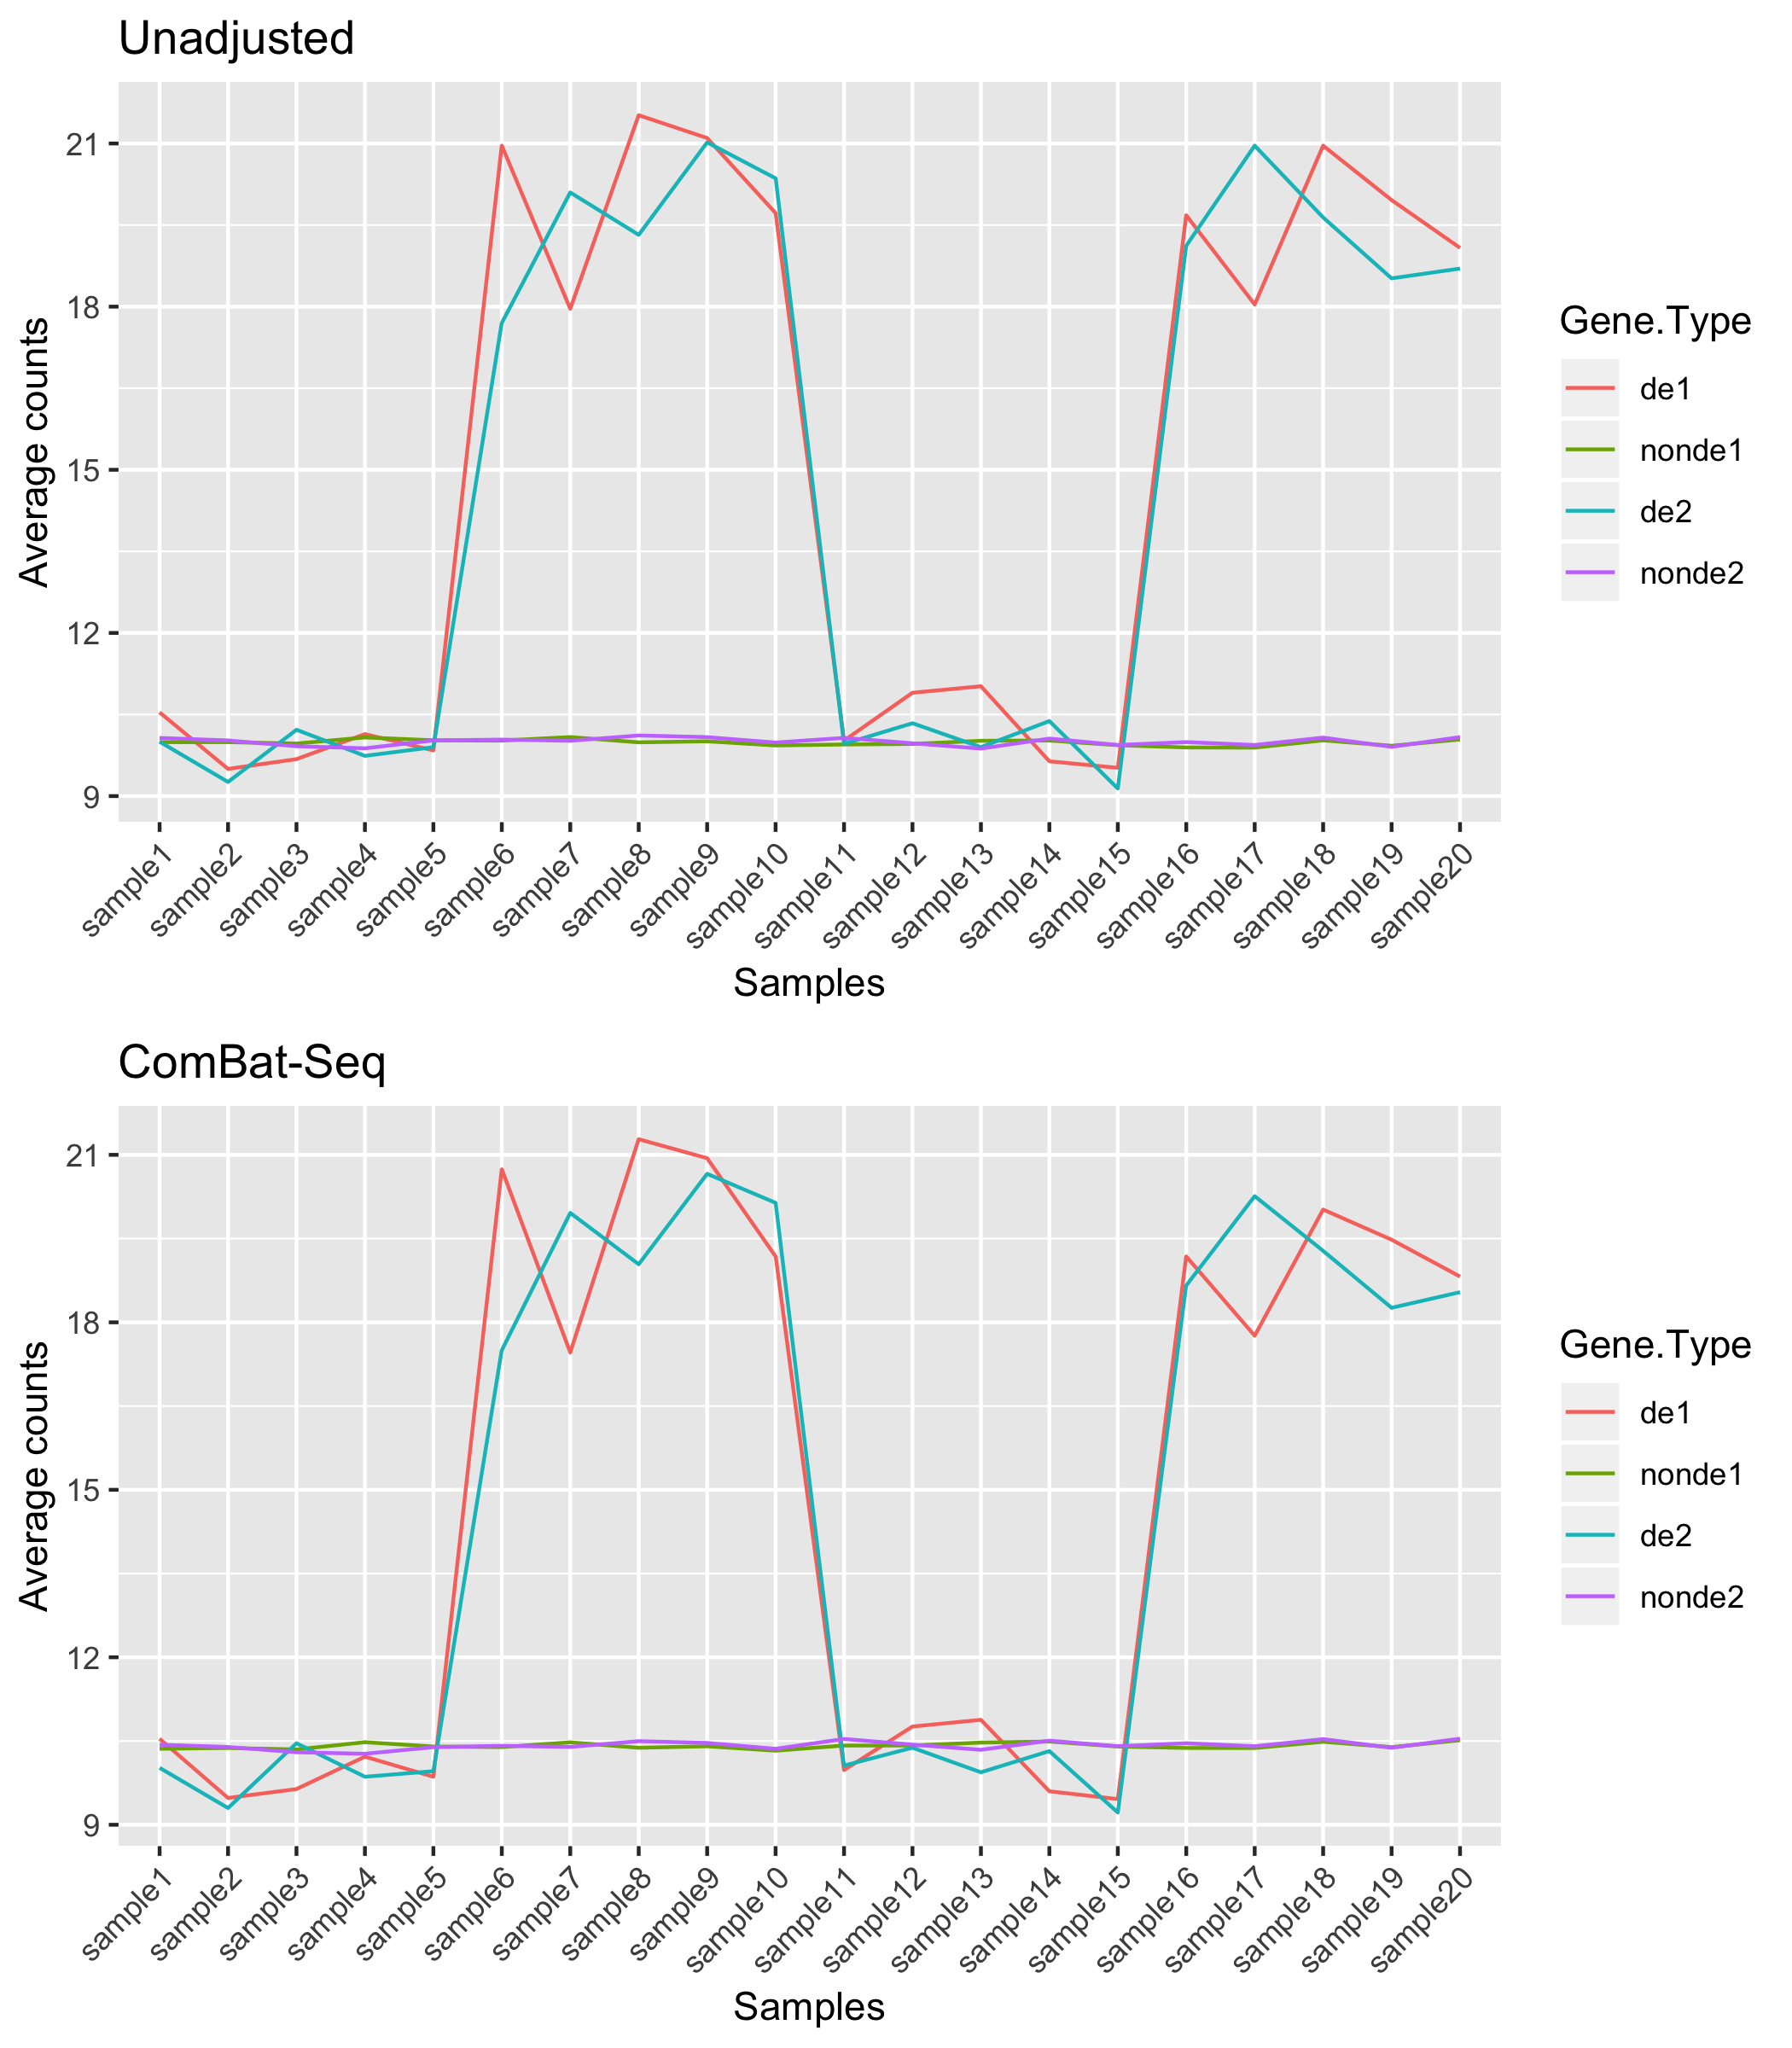 Unadjusted
21
18
15
12
9
Average counts
sample1
sample2
sample3
sample4
sample5
sample6
sample7
sample8
sample9
sample10
sample11
sample12
sample13
sample14
sample15
sample16
sample17
sample18
sample19
sample20
Samples
Gene.Type
de1
nonde1
de2
nonde2
ComBat-Seq
21
18
15
12
9
Average counts
sample1
sample2
sample3
sample4
sample5
sample6
sample7
sample8
sample9
sample10
sample11
sample12
sample13
sample14
sample15
sample16
sample17
sample18
sample19
sample20
Samples
Gene.Type
de1
nonde1
de2
nonde2